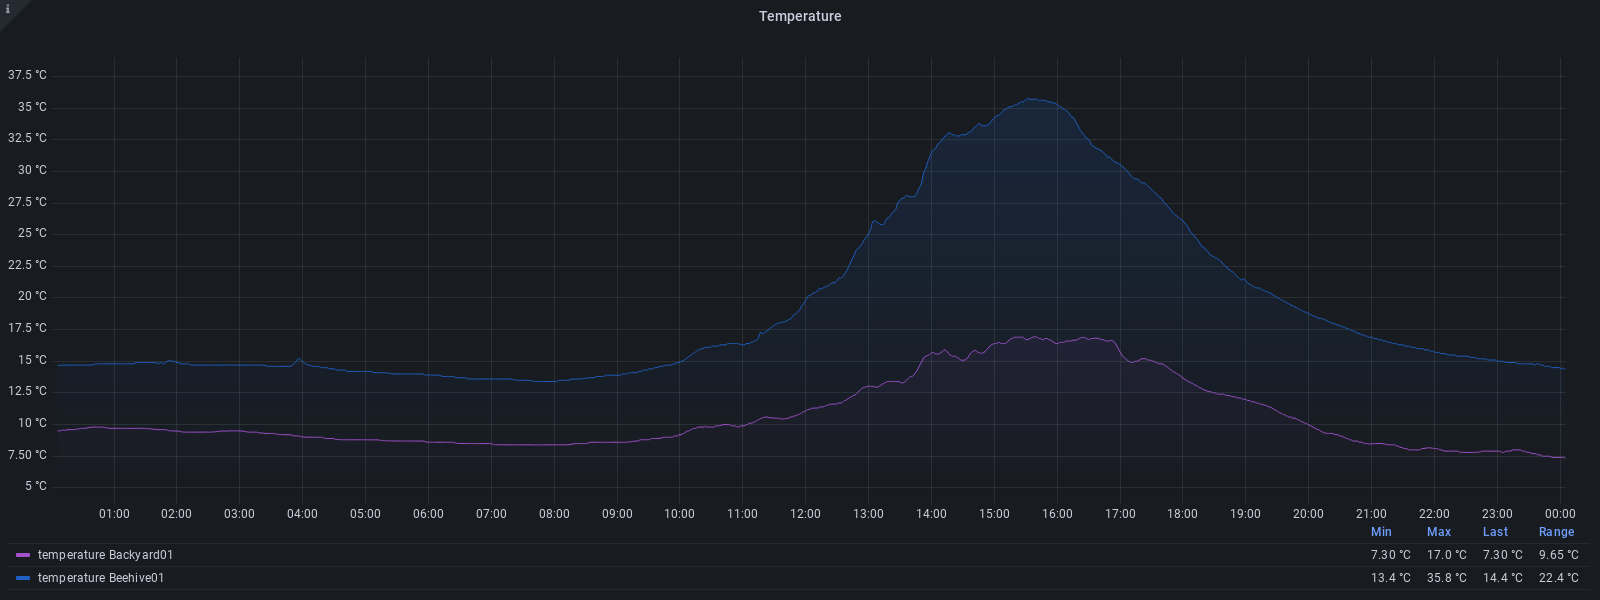 i
Temperature
37.5 °C
35 °C
32.5 °C
30 °C
27.5 °C
25 °C
22.5 °C
20 °C
17.5 °C
15 °C
12.5 °C
10 °C
7.50 °C
5 °C
01:00 02:00 03:00 04:00 05:00 06:00 07:00 08:00 09:00 10:00 11:00 12:00 13:00 14:00 15:00 16:00 17:00 18:00 19:00 20:00 21:00 22:00 23:00 00:00
Min Max Last Range
temperature Backyard01 7.30 °C 17.0 °C 7.30 °C 9.65 °C
temperature Beehive01 13.4 °C 35.8 °C 14.4 °C 22.4 °C